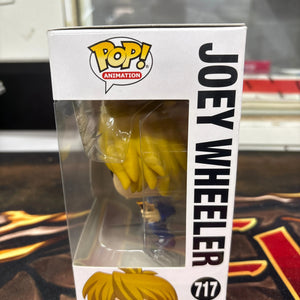 POP!
ANIMATION
JOEY WHEELER
717